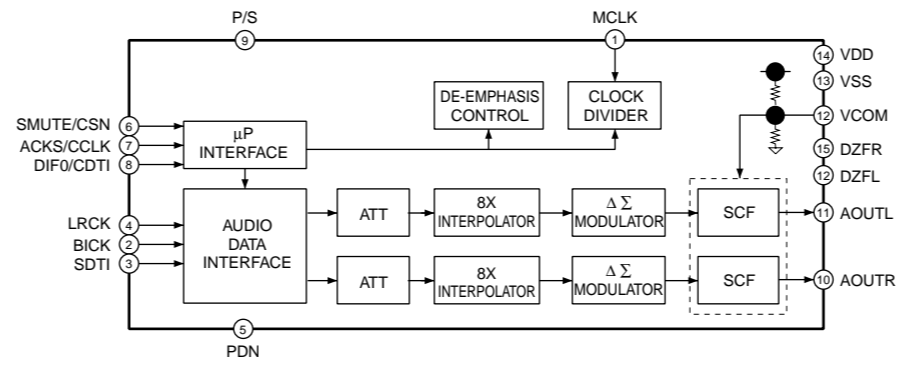 P/S
MCLK
9
1
14 VDD
13 VSS
DE-EMPHASIS
CONTROL
CLOCK
DIVIDER
SMUTE/CSN 6
ACKS/CCLK 7
DIF0/CDTI 8
µP
INTERFACE
12 VCOM
15 DZFR
12 DZFL
LRCK 4
BICK 2
SDTI 3
AUDIO
DATA
INTERFACE
ATT
8X
INTERPOLATOR
Δ Σ
MODULATOR
SCF
11 AOUTL
ATT
8X
INTERPOLATOR
Δ Σ
MODULATOR
SCF
10 AOUTR
5
PDN